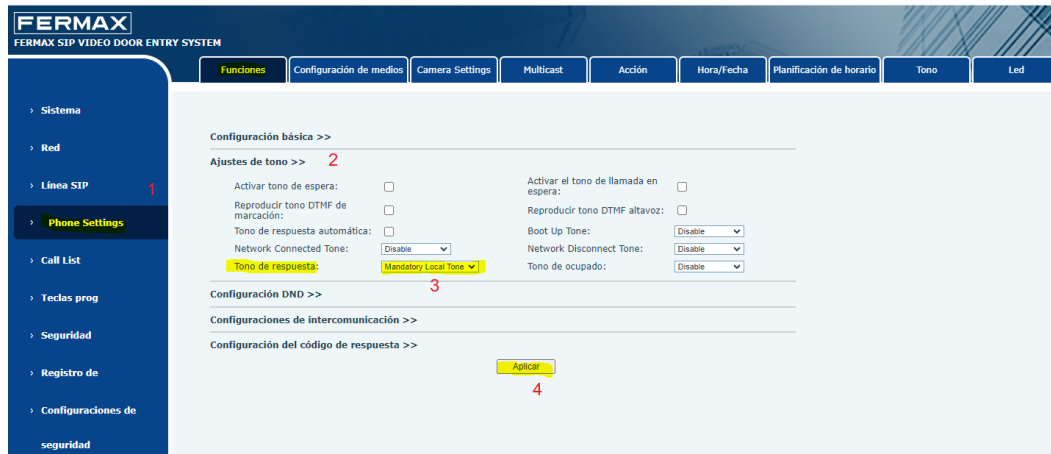 FERMAX
FERMAX SIP VIDEO DOOR ENTRY SYSTEM
Funciones Configuración de medios Camera Settings Multicast Acción Hora/Fecha Planificación de horario Tono Led
› Sistema
› Red
› Línea SIP 1
› Phone Settings
› Call List
› Teclas prog
› Seguridad
› Registro de
› Configuraciones de
seguridad
Configuración básica >>
Ajustes de tono >> 2
Activar tono de espera:
Activar el tono de llamada en
espera:
Reproducir tono DTMF de
marcación:
Reproducir tono DTMF altavoz:
Tono de respuesta automática:
Boot Up Tone: Disable
Network Connected Tone: Disable
Network Disconnect Tone: Disable
Tono de respuesta: Mandatory Local Tone
Tono de ocupado: Disable
3
Configuración DND >>
Configuraciones de intercomunicación >>
Configuración del código de respuesta >>
Aplicar
4